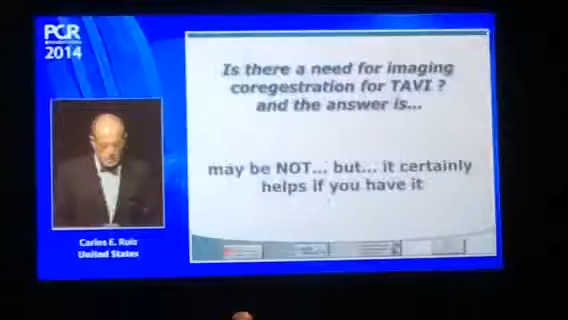 PCR
2014
Is there a need for imaging
coregestration for TAVI ?
and the answer is...
may be NOT... but... it certainly
helps if you have it
Carlos E. Ruiz
United States